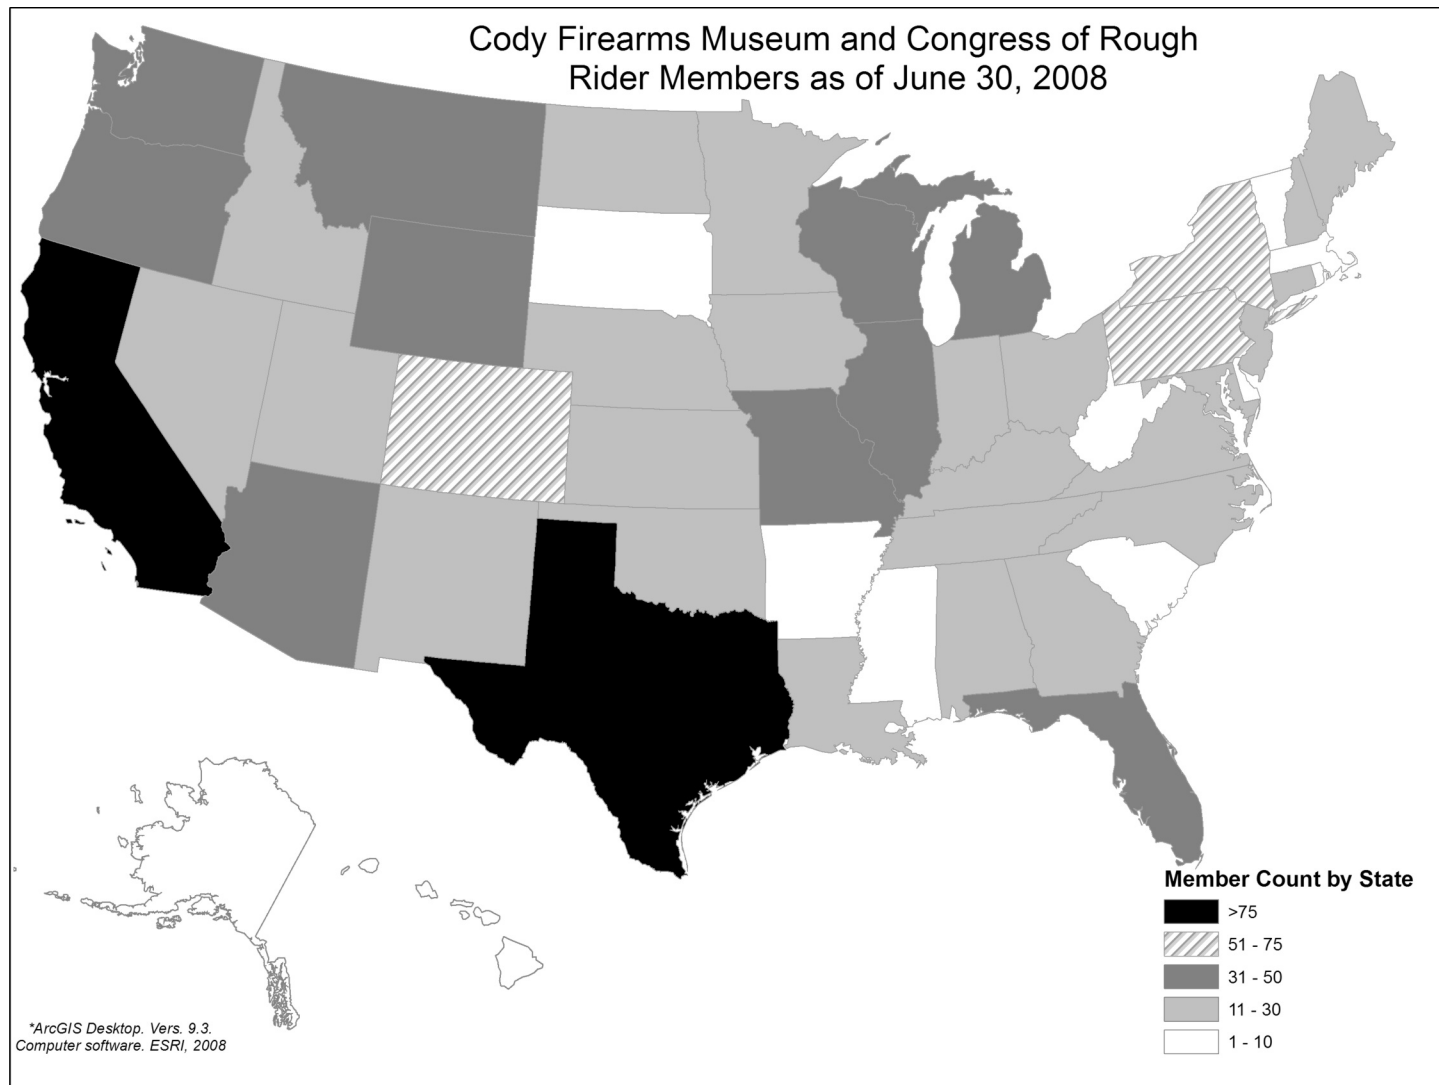 Cody Firearms Museum and Congress of Rough
Rider Members as of June 30, 2008
Member Count by State
>75
51 - 75
31 - 50
11 - 30
1 - 10
*ArcGIS Desktop. Vers. 9.3.
Computer software. ESRI, 2008